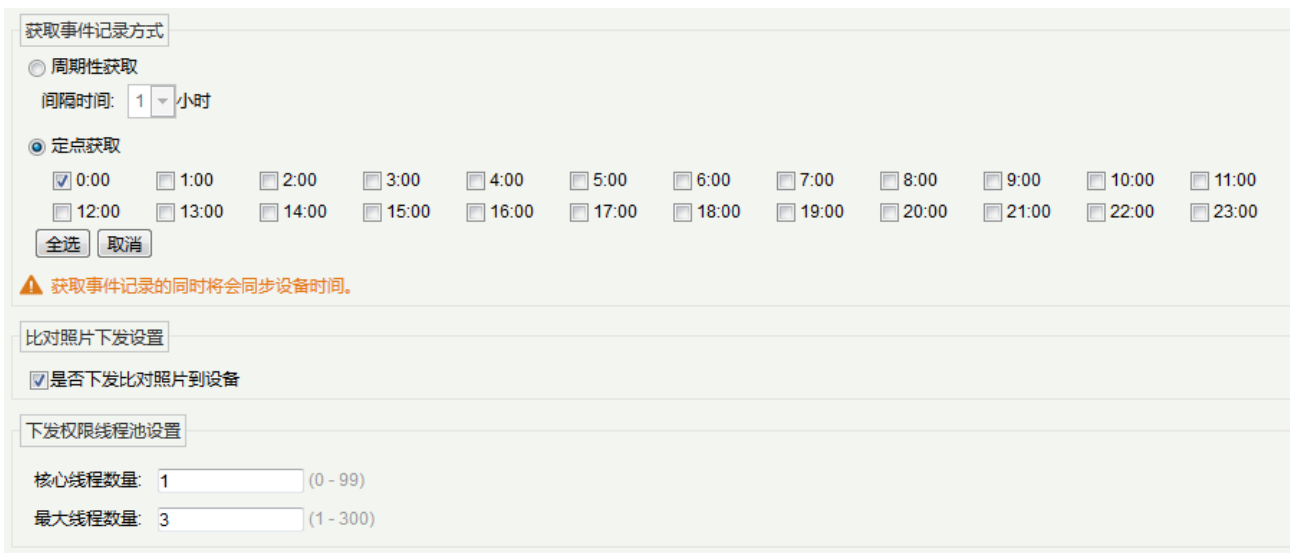 获取事件记录方式
周期性获取
间隔时间: 1 小时
定点获取
0:00 1:00 2:00 3:00 4:00 5:00 6:00 7:00 8:00 9:00 10:00 11:00
12:00 13:00 14:00 15:00 16:00 17:00 18:00 19:00 20:00 21:00 22:00 23:00
全选 取消
获取事件记录的同时将会同步设备时间。
比对照片下发设置
是否下发比对照片到设备
下发权限线程池设置
核心线程数量: 1 (0 - 99)
最大线程数量: 3 (1 - 300)